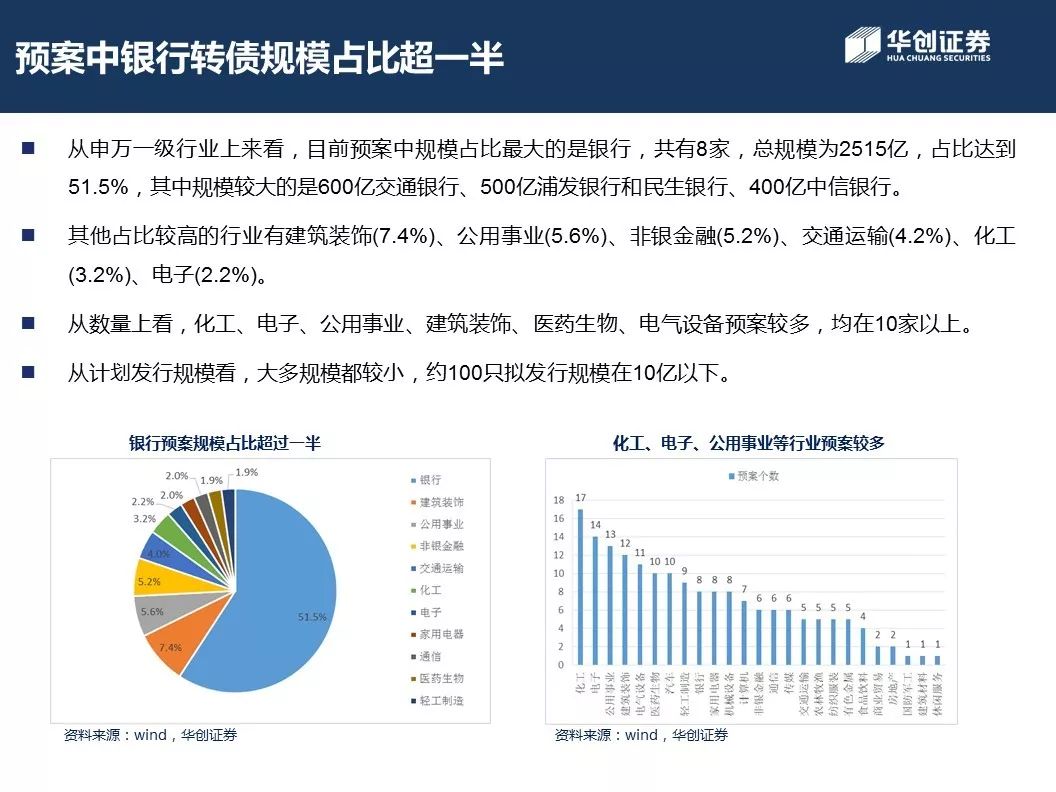 预案中银行转债规模占比超一半
华创证券
HUA CHUANG SECURITIES
从申万一级行业上来看，目前预案中规模占比最大的是银行，共有8家，总规模为2515亿，占比达到
51.5%，其中规模较大的是600亿交通银行、500亿浦发银行和民生银行、400亿中信银行。
其他占比较高的行业有建筑装饰(7.4%)、公用事业(5.6%)、非银金融(5.2%)、交通运输(4.2%)、化工
(3.2%)、电子(2.2%)。
从数量上看，化工、电子、公用事业、建筑装饰、医药生物、电气设备预案较多，均在10家以上。
从计划发行规模看，大多规模都较小，约100只拟发行规模在10亿以下。
银行预案规模占比超过一半
51.5%
7.4%
5.6%
5.2%
4.0%
3.2%
2.2%
2.0%
2.0%
1.9%
1.9%
银行
建筑装饰
公用事业
非银金融
交通运输
化工
电子
家用电器
通信
医药生物
轻工制造
资料来源：wind，华创证券
化工、电子、公用事业等行业预案较多
预案个数
18
16
14
12
10
8
6
4
2
0
17
14
13
12
11
10
10
9
8
8
8
7
6
6
6
5
5
5
5
4
2
2
1
1
1
化工
电子
公用事业
建筑装饰
电气设备
医药生物
汽车
轻工制造
银行
家用电器
机械设备
计算机
非银金融
通信
传媒
交通运输
农林牧渔
纺织服装
有色金属
食品饮料
商业贸易
房地产
国防军工
建筑材料
休闲服务
资料来源：wind，华创证券